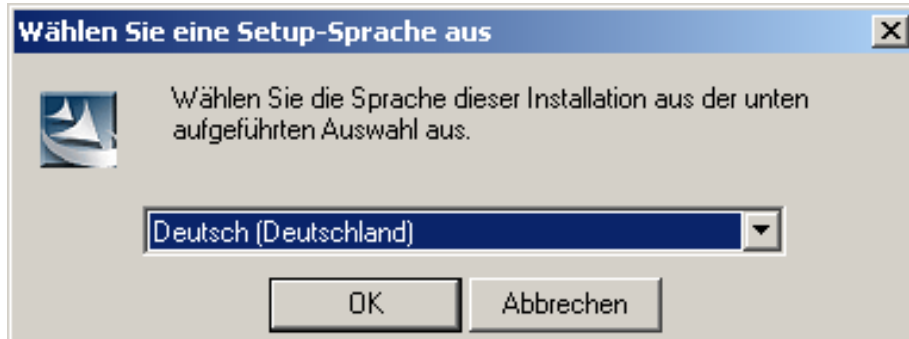 Wählen Sie eine Setup-Sprache aus
Wählen Sie die Sprache dieser Installation aus der unten
aufgeführten Auswahl aus.
Deutsch (Deutschland)
OK
Abbrechen